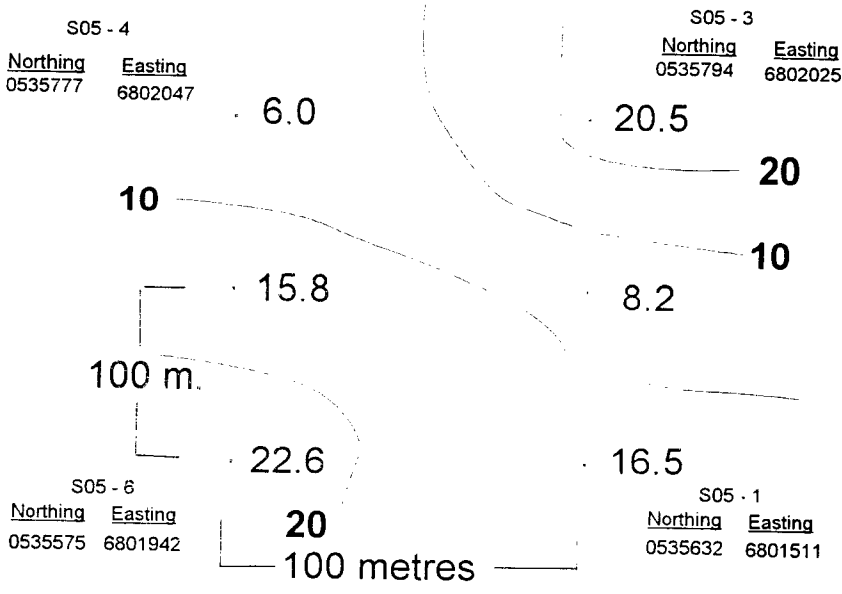 S05 - 4
Northing Easting
0535777 6802047
S05 - 3
Northing Easting
0535794 6802025
6.0
20.5
20
10
10
15.8
8.2
100 m.
22.6
16.5
S05 - 6
Northing Easting
0535575 6801942
20
100 metres
S05 - 1
Northing Easting
0535632 6801511